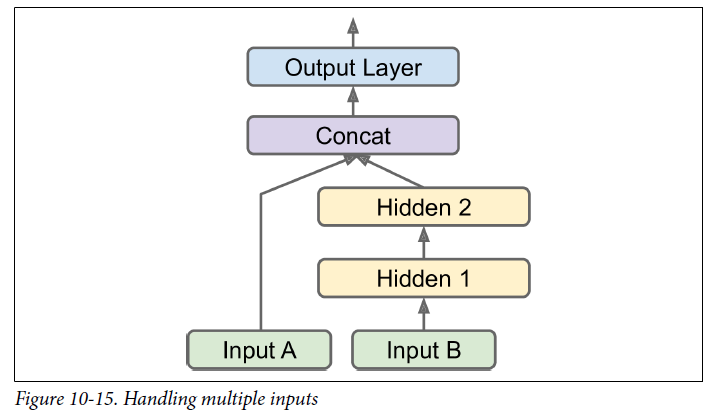 Output Layer
Concat
Hidden 2
Hidden 1
Input A
Input B
Figure 10-15. Handling multiple inputs